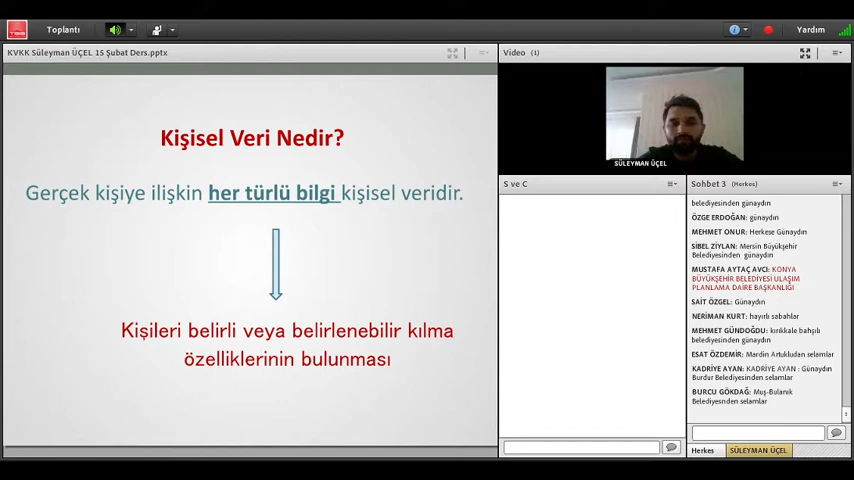 Toplantı
Yardım
KVKK Süleyman ÜÇEL 15 Şubat Ders.pptx
Kişisel Veri Nedir?
Gerçek kişiye ilişkin her türlü bilgi kişisel veridir.
Kişileri belirli veya belirlenebilir kılma
özelliklerinin bulunması
Video (1)
SÜLEYMAN ÜÇEL
S ve C
Sohbet 3 (Herkes)
belediyesinden günaydın
ÖZGE ERDOĞAN: günaydın
MEHMET ONUR: Herkese Günaydın
SİBEL ZİYLAN: Mersin Büyükşehir
Belediyesinden günaydın
MUSTAFA AYTAÇ AVCI: KONYA
BÜYÜKŞEHİR BELEDİYESİ ULAŞIM
PLANLAMA DAİRE BAŞKANLIĞI
SAİT ÖZGEL: Günaydın
NERİMAN KURT: hayırlı sabahlar
MEHMET GÜNDOĞDU: kırıkkale bahşılı
belediyesinden günaydın
ESAT ÖZDEMİR: Mardin Artukludan selamlar
KADRİYE AYAN: KADRİYE AYAN : Günaydın
Burdur Belediyesinden selamlar
BURCU GÖKDAĞ: Muş-Bulanık
Belediyesnden selamlar
Herkes
SÜLEYMAN ÜÇEL